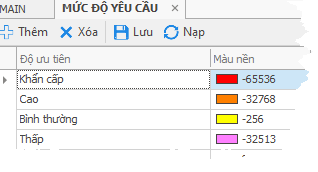 MAIN MỨC ĐỘ YÊU CẦU ×
Thêm Xóa Lưu Nạp
Độ ưu tiên Màu nền
Khẩn cấp -65536
Cao -32768
Bình thường -256
Thấp -32513